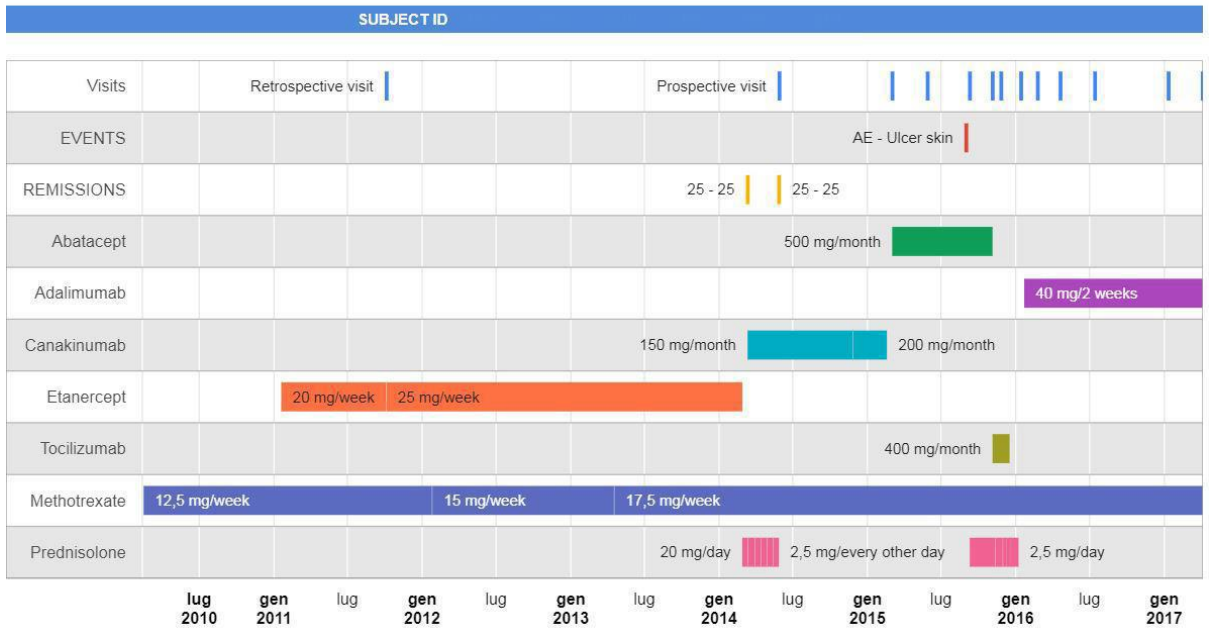 SUBJECT ID
Visits Retrospective visit Prospective visit
EVENTS AE - Ulcer skin
REMISSIONS 25 - 25 25 - 25
Abatacept 500 mg/month
Adalimumab 40 mg/2 weeks
Canakinumab 150 mg/month 200 mg/month
Etanercept 20 mg/week 25 mg/week
Tocilizumab 400 mg/month
Methotrexate 12,5 mg/week 15 mg/week 17,5 mg/week
Prednisolone 20 mg/day 2,5 mg/every other day 2,5 mg/day
lug gen lug gen lug gen lug gen lug gen lug gen lug gen
2010 2011 2012 2013 2014 2015 2016 2017